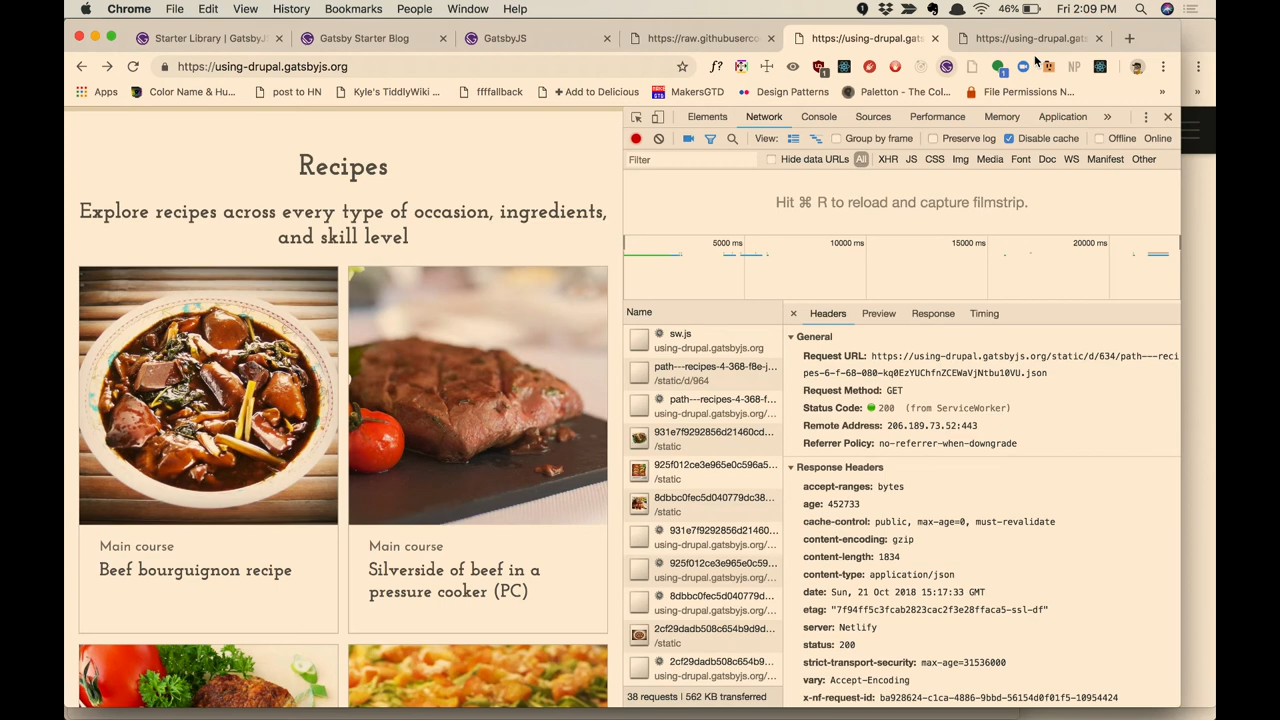 Chrome File Edit View History Bookmarks People Window Help 46% Fri 2:09 PM
Starter Library | GatsbyJ Gatsby Starter Blog GatsbyJS https://raw.githubuserco https://using-drupal.gats https://using-drupal.gats
https://using-drupal.gatsbyjs.org f? 1 1 NP
Apps Color Name & Hu... post to HN Kyle's TiddlyWiki ... ffffallback + Add to Delicious MakersGTD Design Patterns Paletton - The Col... File Permissions N... » »
Recipes
Explore recipes across every type of occasion, ingredients,
and skill level
Main course
Beef bourguignon recipe
Main course
Silverside of beef in a
pressure cooker (PC)
Elements Network Console Sources Performance Memory Application »
View: Group by frame Preserve log Disable cache Offline Online
Filter Hide data URLs All XHR JS CSS Img Media Font Doc WS Manifest Other
Hit ⌘ R to reload and capture filmstrip.
5000 ms 10000 ms 15000 ms 20000 ms
Name
sw.js
using-drupal.gatsbyjs.org
path---recipes-4-368-f8e-j...
/static/d/964
path---recipes-4-368-f...
using-drupal.gatsbyjs.org/...
931e7f9292856d21460cd...
/static
925f012ce3e965e0c596a5...
/static
8dbbc0fec5d040779dc38...
/static
931e7f9292856d21460...
using-drupal.gatsbyjs.org/...
925f012ce3e965e0c59...
using-drupal.gatsbyjs.org/...
8dbbc0fec5d040779d...
using-drupal.gatsbyjs.org/...
2cf29dadb508c654b9d9d...
/static
2cf29dadb508c654b9...
using-drupal.gatsbyjs.org/...
38 requests | 562 KB transferred
Headers Preview Response Timing
General
Request URL: https://using-drupal.gatsbyjs.org/static/d/634/path---reci
pes-6-f-68-080-kq0EzYUChfnZCEWaVjNtbu10VU.json
Request Method: GET
Status Code: 200 (from ServiceWorker)
Remote Address: 206.189.73.52:443
Referrer Policy: no-referrer-when-downgrade
Response Headers
accept-ranges: bytes
age: 452733
cache-control: public, max-age=0, must-revalidate
content-encoding: gzip
content-length: 1834
content-type: application/json
date: Sun, 21 Oct 2018 15:17:33 GMT
etag: "7f94ff5c3fcab2823cac2f3e28ffaca5-ssl-df"
server: Netlify
status: 200
strict-transport-security: max-age=31536000
vary: Accept-Encoding
x-nf-request-id: ba928624-c1ca-4886-9bbd-56154d0f01f5-10954424